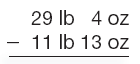 29 lb 4 oz
− 11 lb 13 oz